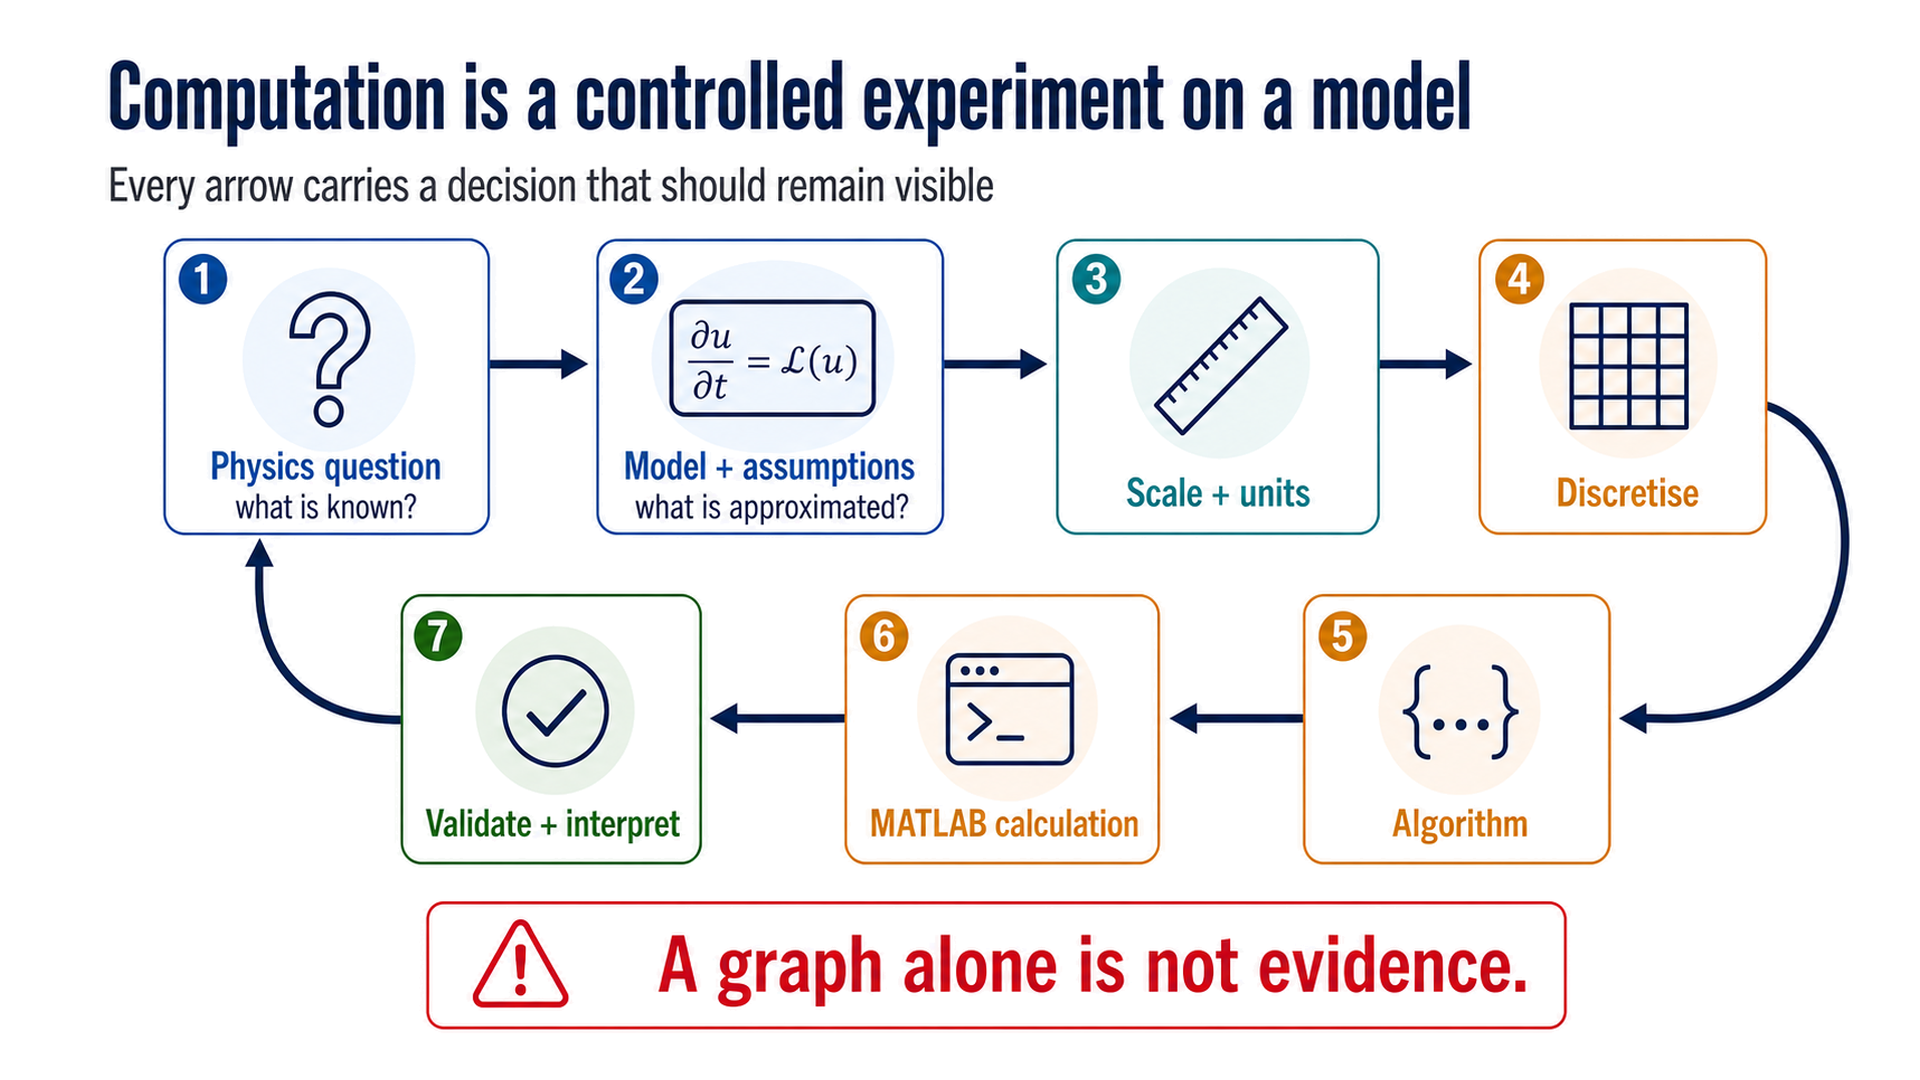 Computation is a controlled experiment on a model
Every arrow carries a decision that should remain visible
1
Physics question
what is known?
2
∂u/∂t = ℒ(u)
Model + assumptions
what is approximated?
3
Scale + units
4
Discretise
5
{...}
Algorithm
6
>_
MATLAB calculation
7
Validate + interpret
!
A graph alone is not evidence.